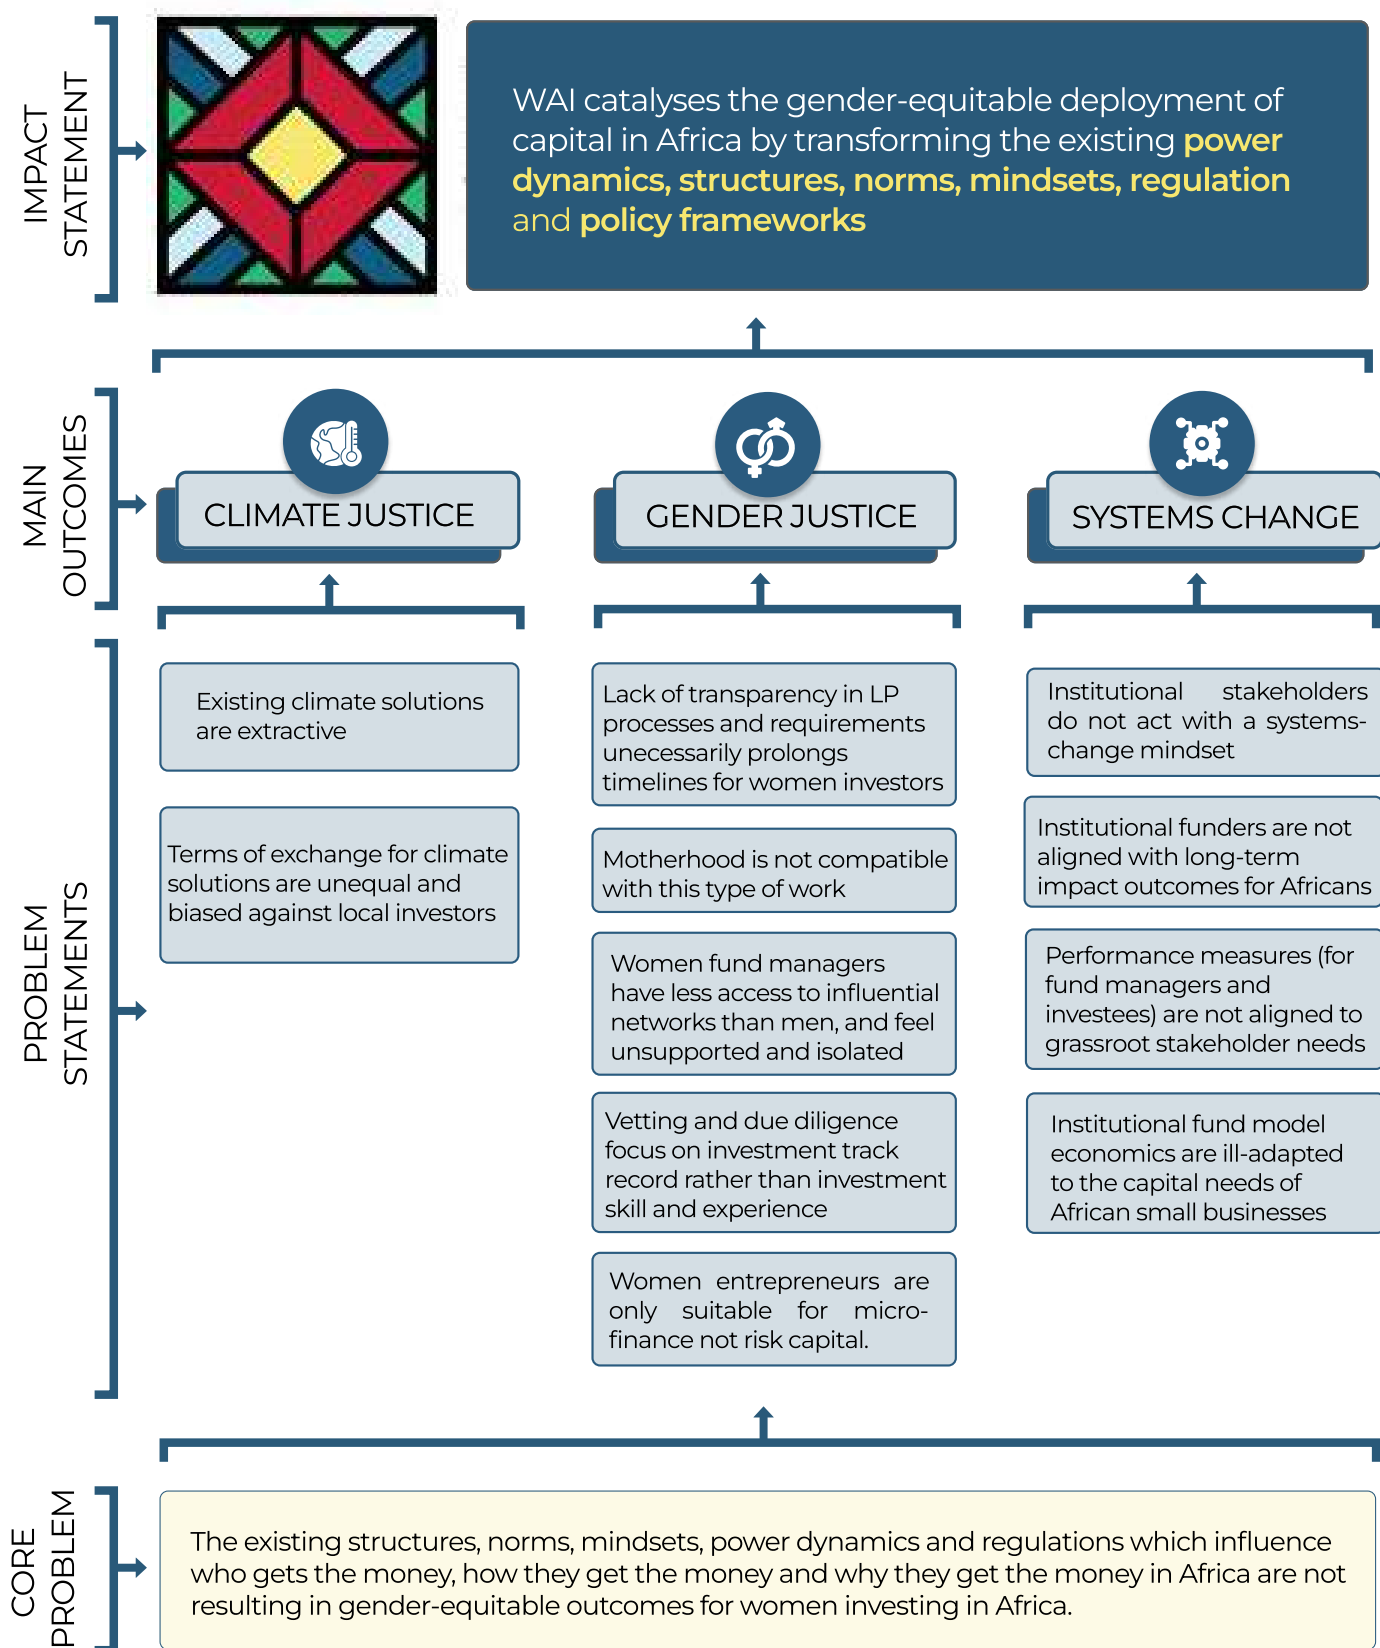 IMPACT
STATEMENT
WAI catalyses the gender-equitable deployment of
capital in Africa by transforming the existing power
dynamics, structures, norms, mindsets, regulation
and policy frameworks
MAIN
OUTCOMES
CLIMATE JUSTICE
GENDER JUSTICE
SYSTEMS CHANGE
PROBLEM
STATEMENTS
Existing climate solutions
are extractive
Terms of exchange for climate
solutions are unequal and
biased against local investors
Lack of transparency in LP
processes and requirements
unecessarily prolongs
timelines for women investors
Motherhood is not compatible
with this type of work
Women fund managers
have less access to influential
networks than men, and feel
unsupported and isolated
Vetting and due diligence
focus on investment track
record rather than investment
skill and experience
Women entrepreneurs are
only suitable for micro-
finance not risk capital.
Institutional stakeholders
do not act with a systems-
change mindset
Institutional funders are not
aligned with long-term
impact outcomes for Africans
Performance measures (for
fund managers and
investees) are not aligned to
grassroot stakeholder needs
Institutional fund model
economics are ill-adapted
to the capital needs of
African small businesses
CORE
PROBLEM
The existing structures, norms, mindsets, power dynamics and regulations which influence
who gets the money, how they get the money and why they get the money in Africa are not
resulting in gender-equitable outcomes for women investing in Africa.